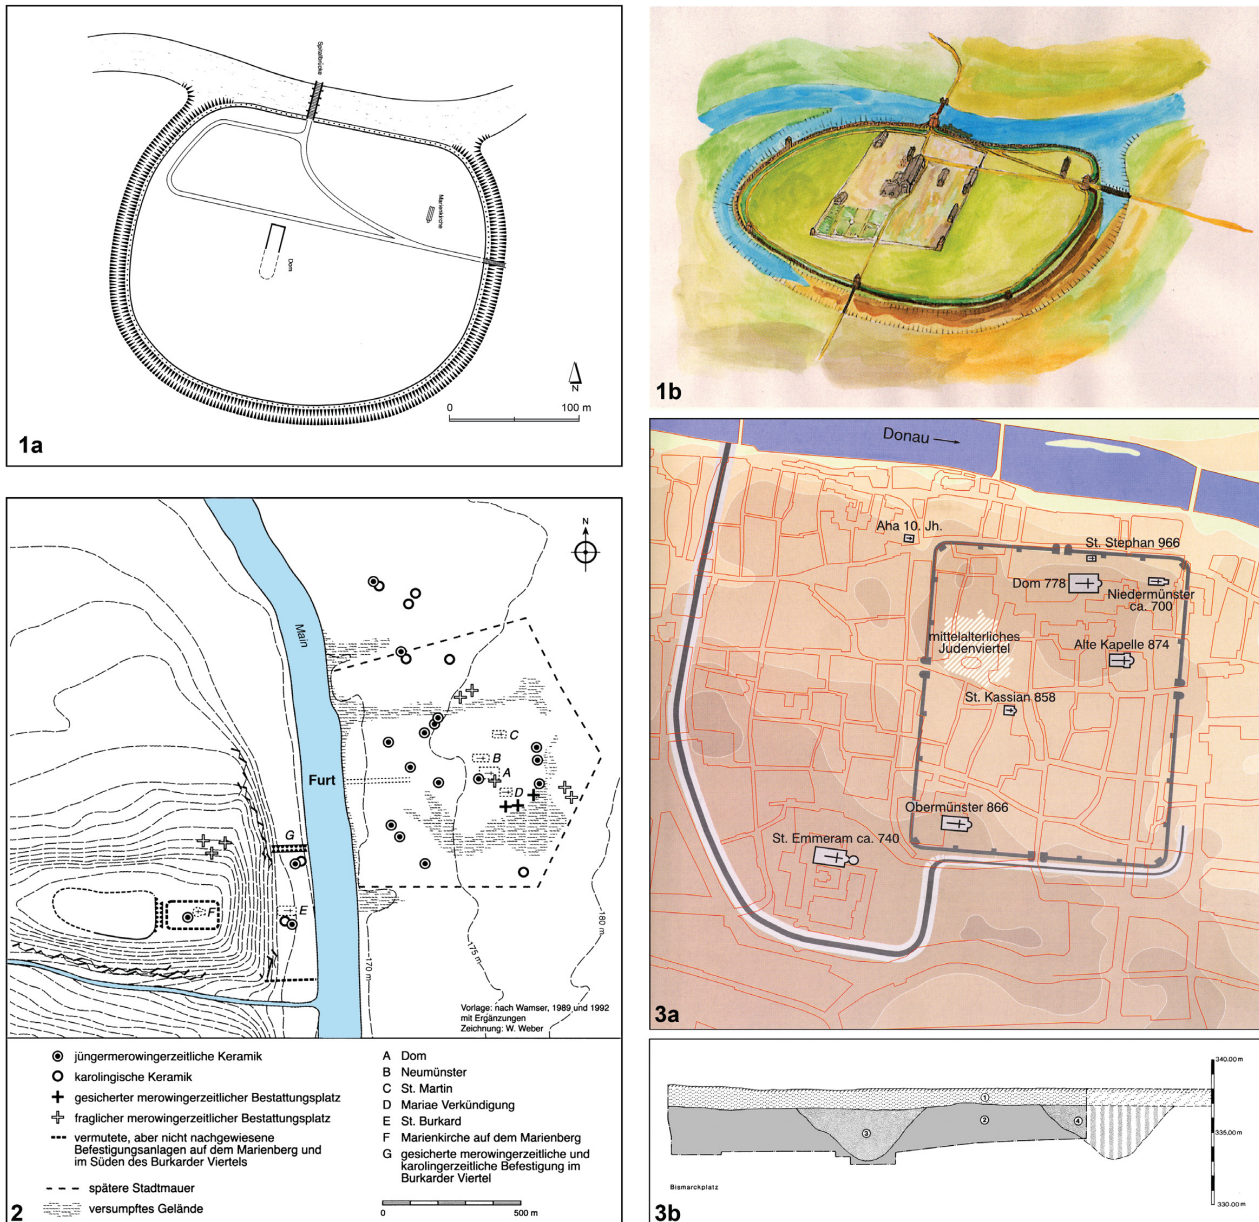 Spitalbrücke
Marienkirche
Dom
N
0
100 m
1a
1b
N
Main
Furt
C
B
A
D
G
E
F
170 m
175 m
180 m
Vorlage: nach Wamser, 1989 und 1992
mit Ergänzungen
Zeichnung: W. Weber
jüngermerowingerzeitliche Keramik
karolingische Keramik
gesicherter merowingerzeitlicher Bestattungsplatz
fraglicher merowingerzeitlicher Bestattungsplatz
vermutete, aber nicht nachgewiesene
Befestigungsanlagen auf dem Marienberg und
im Süden des Burkarder Viertels
spätere Stadtmauer
versumpftes Gelände
A Dom
B Neumünster
C St. Martin
D Mariae Verkündigung
E St. Burkard
F Marienkirche auf dem Marienberg
G gesicherte merowingerzeitliche und
karolingerzeitliche Befestigung im
Burkarder Viertel
0
500 m
2
Donau
Aha 10. Jh.
St. Stephan 966
Dom 778
Niedermünster
ca. 700
mittelalterliches
Judenviertel
Alte Kapelle 874
St. Kassian 858
Obermünster 866
St. Emmeram ca. 740
3a
340.00 m
335.00 m
330.00 m
1
2
3
4
Bismarckplatz
3b